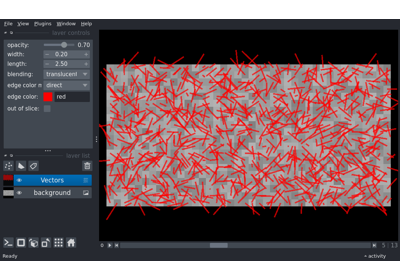 File View Plugins Window Help
layer controls
opacity: 0.70
width: 0.20
length: 2.50
blending: translucent
edge color m direct
edge color: red
out of slice:
layer list
Vectors
background
0 5 13
Ready activity